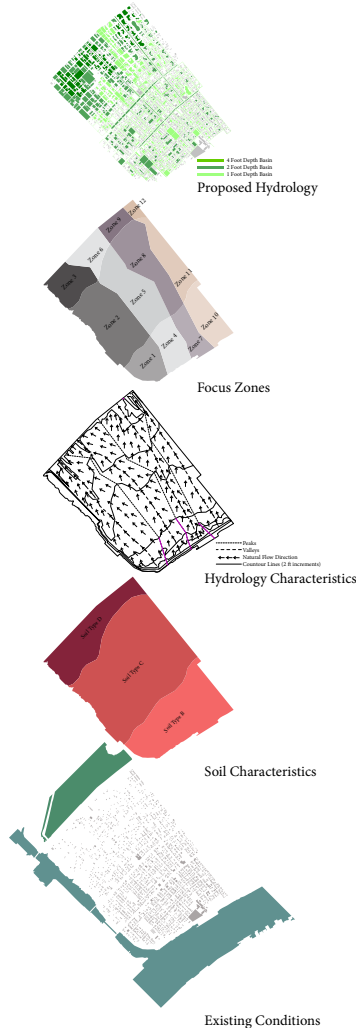 4 Foot Depth Basin
2 Foot Depth Basin
1 Foot Depth Basin
Proposed Hydrology
Zone 12
Zone 9
Zone 6
Zone 3
Zone 8
Zone 11
Zone 5
Zone 2
Zone 10
Zone 4
Zone 7
Zone 1
Focus Zones
Peaks
Valleys
Natural Flow Direction
Countour Lines (2 ft increments)
Hydrology Characteristics
Soil Type D
Soil Type C
Soil Type B
Soil Characteristics
Existing Conditions